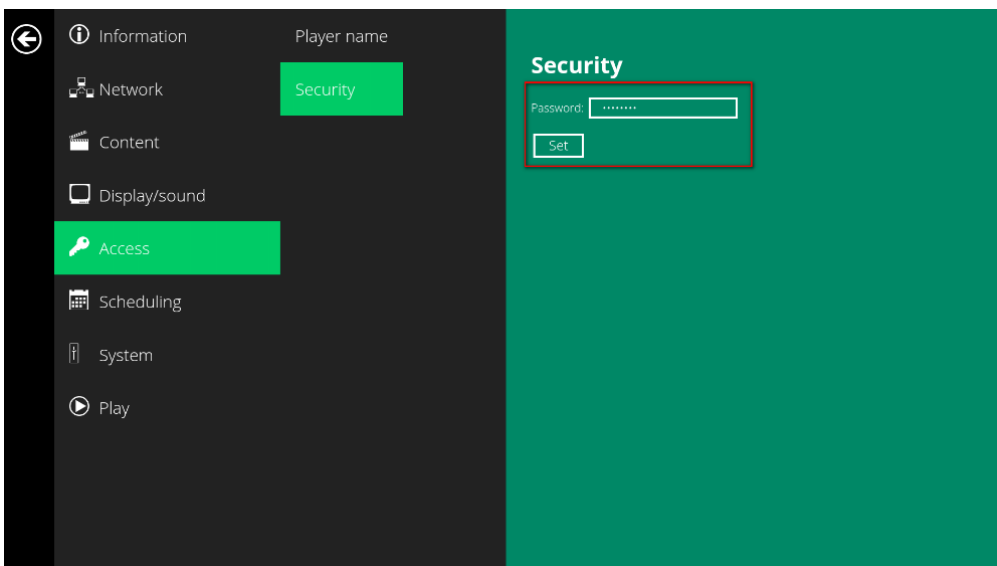 Information
Network
Content
Display/sound
Access
Scheduling
System
Play
Player name
Security
Security
Password: ········
Set